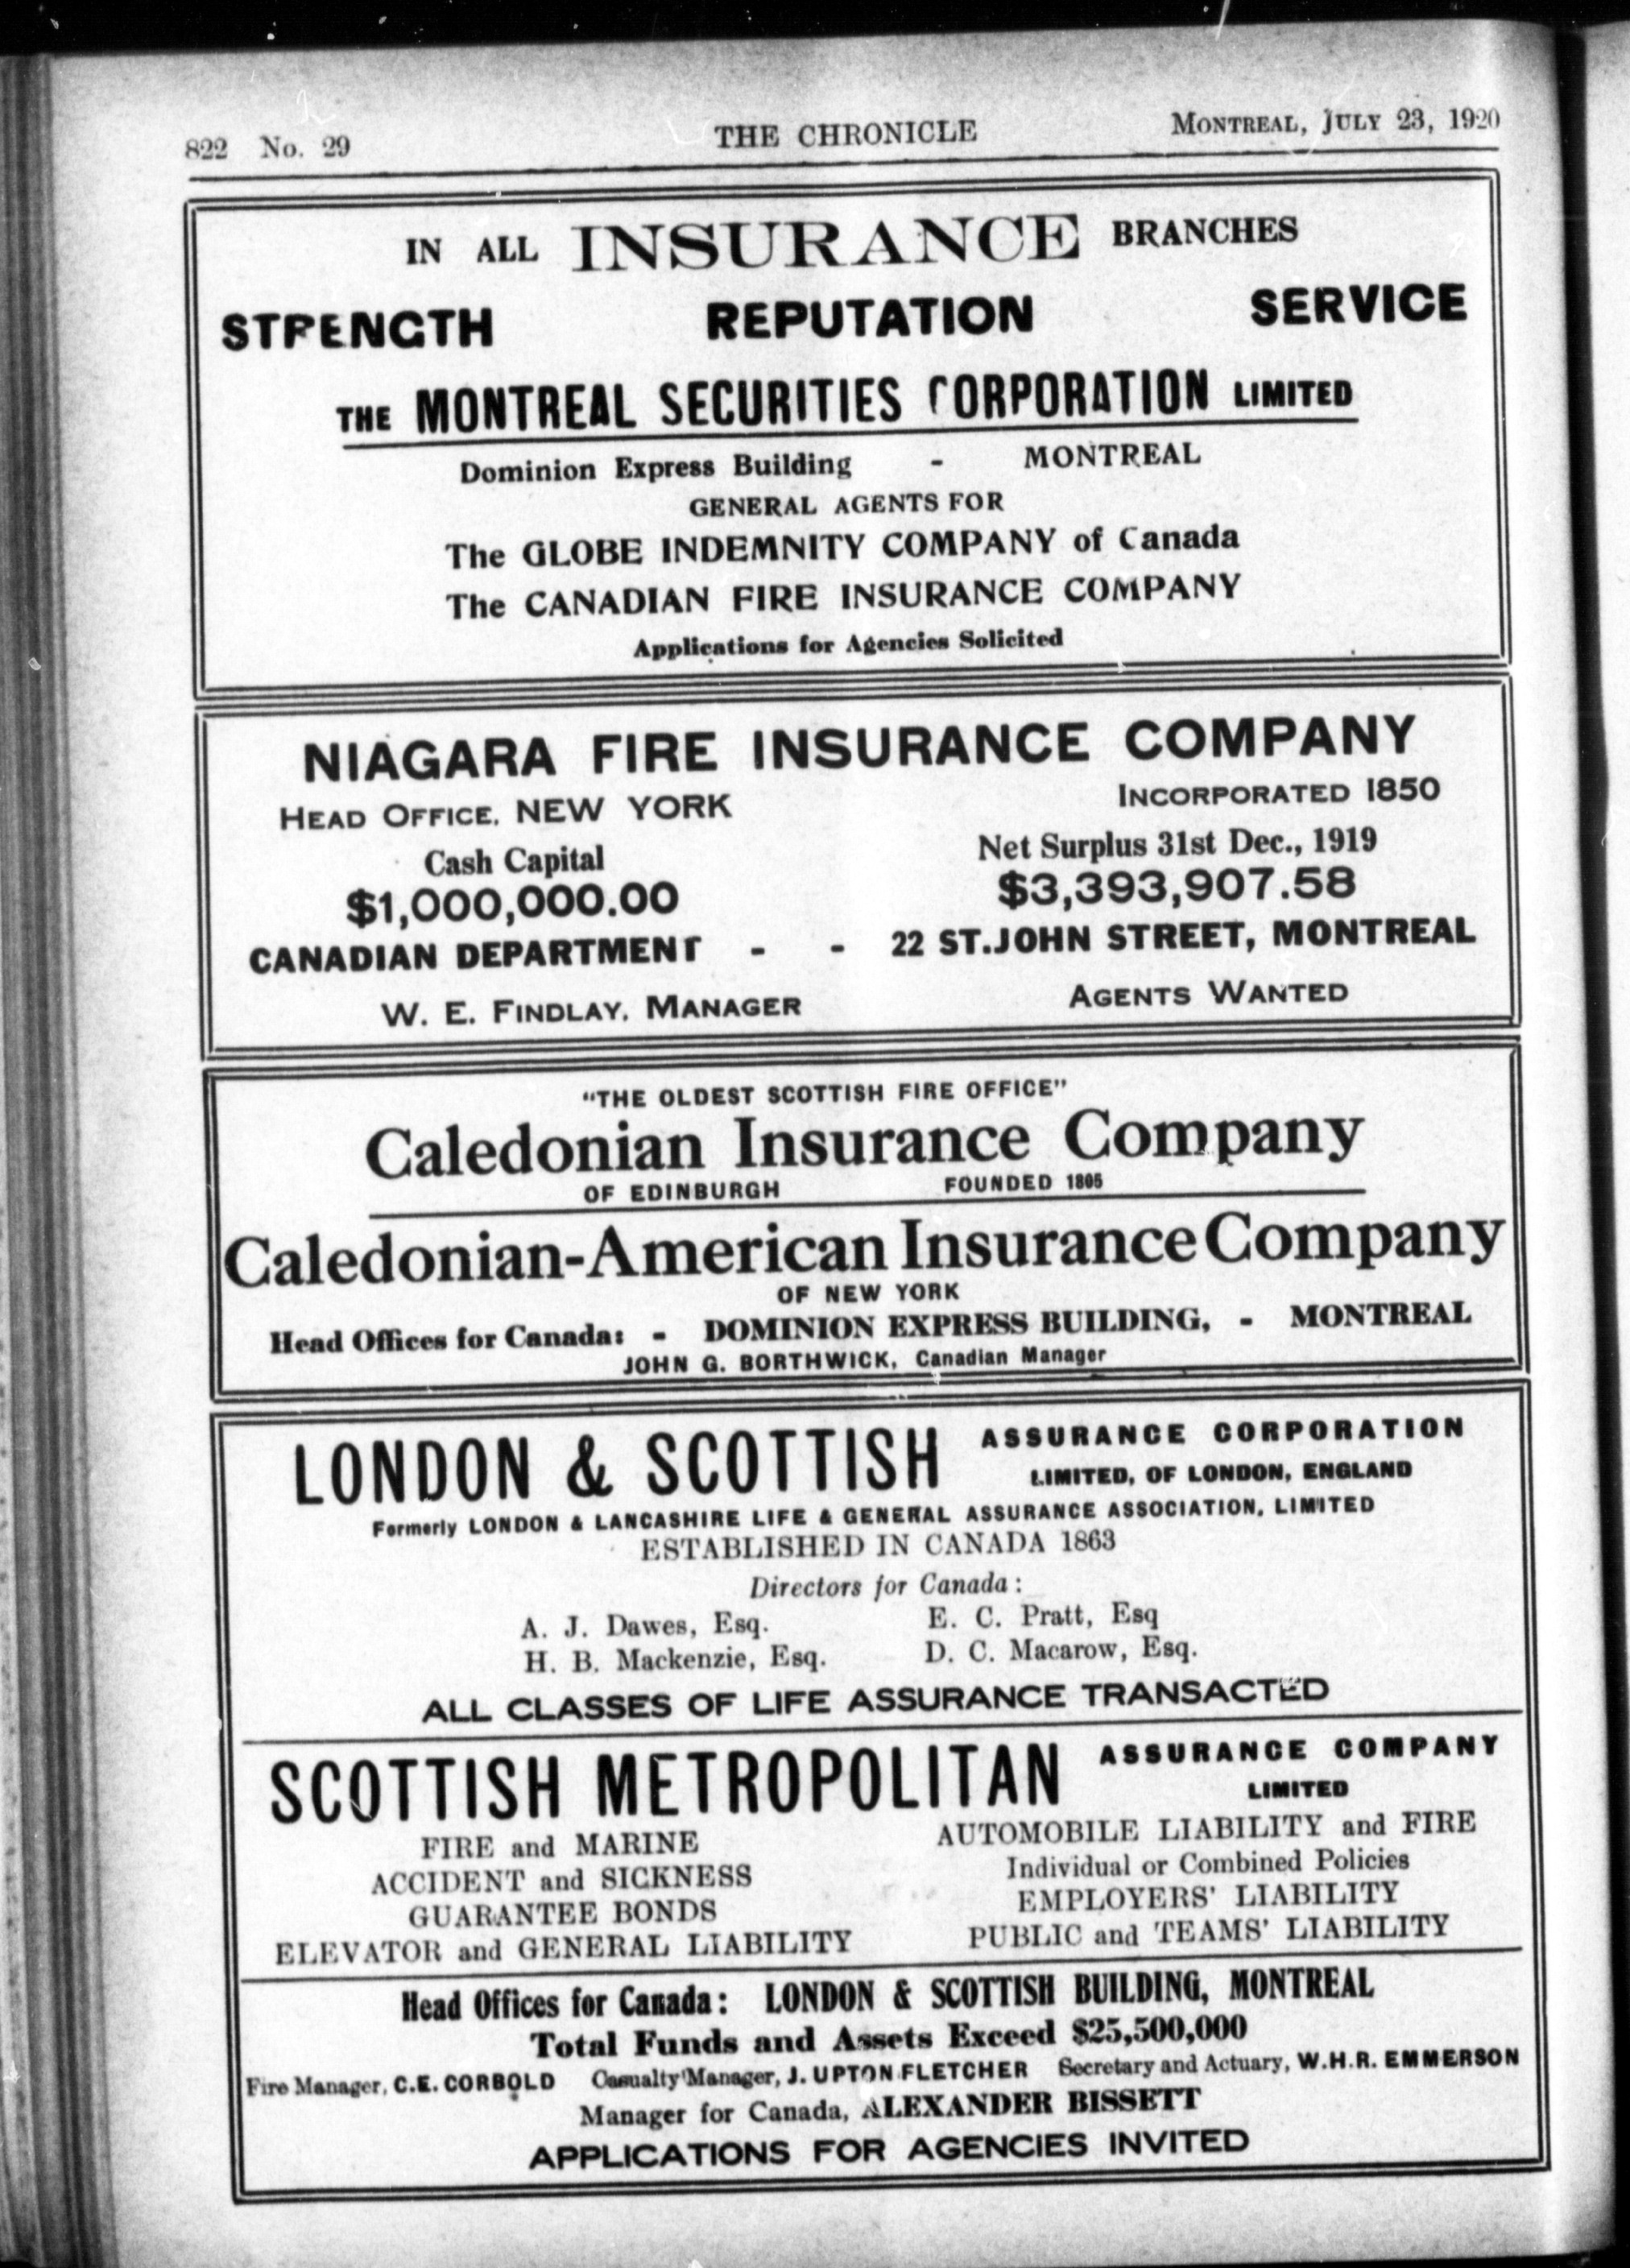 822 No. 29 THE CHRONICLE MONTREAL, JULY 23, 1920
IN ALL INSURANCE BRANCHES
STRENGTH REPUTATION SERVICE
THE MONTREAL SECURITIES CORPORATION LIMITED
Dominion Express Building - MONTREAL
GENERAL AGENTS FOR
The GLOBE INDEMNITY COMPANY of Canada
The CANADIAN FIRE INSURANCE COMPANY
Applications for Agencies Solicited
NIAGARA FIRE INSURANCE COMPANY
HEAD OFFICE, NEW YORK INCORPORATED 1850
Cash Capital Net Surplus 31st Dec., 1919
$1,000,000.00 $3,393,907.58
CANADIAN DEPARTMENT - - 22 ST. JOHN STREET, MONTREAL
W. E. FINDLAY, MANAGER AGENTS WANTED
"THE OLDEST SCOTTISH FIRE OFFICE"
Caledonian Insurance Company
OF EDINBURGH FOUNDED 1805
Caledonian-American Insurance Company
OF NEW YORK
Head Offices for Canada: - DOMINION EXPRESS BUILDING, - MONTREAL
JOHN G. BORTHWICK, Canadian Manager
LONDON & SCOTTISH ASSURANCE CORPORATION
LIMITED, OF LONDON, ENGLAND
Formerly LONDON & LANCASHIRE LIFE & GENERAL ASSURANCE ASSOCIATION, LIMITED
ESTABLISHED IN CANADA 1863
Directors for Canada:
A. J. Dawes, Esq. E. C. Pratt, Esq
H. B. Mackenzie, Esq. D. C. Macarow, Esq.
ALL CLASSES OF LIFE ASSURANCE TRANSACTED
SCOTTISH METROPOLITAN ASSURANCE COMPANY
LIMITED
FIRE and MARINE AUTOMOBILE LIABILITY and FIRE
ACCIDENT and SICKNESS Individual or Combined Policies
GUARANTEE BONDS EMPLOYERS' LIABILITY
ELEVATOR and GENERAL LIABILITY PUBLIC and TEAMS' LIABILITY
Head Offices for Canada: LONDON & SCOTTISH BUILDING, MONTREAL
Total Funds and Assets Exceed $25,500,000
Fire Manager, C.E. CORBOLD Casualty Manager, J. UPTON FLETCHER Secretary and Actuary, W.H.R. EMMERSON
Manager for Canada, ALEXANDER BISSETT
APPLICATIONS FOR AGENCIES INVITED